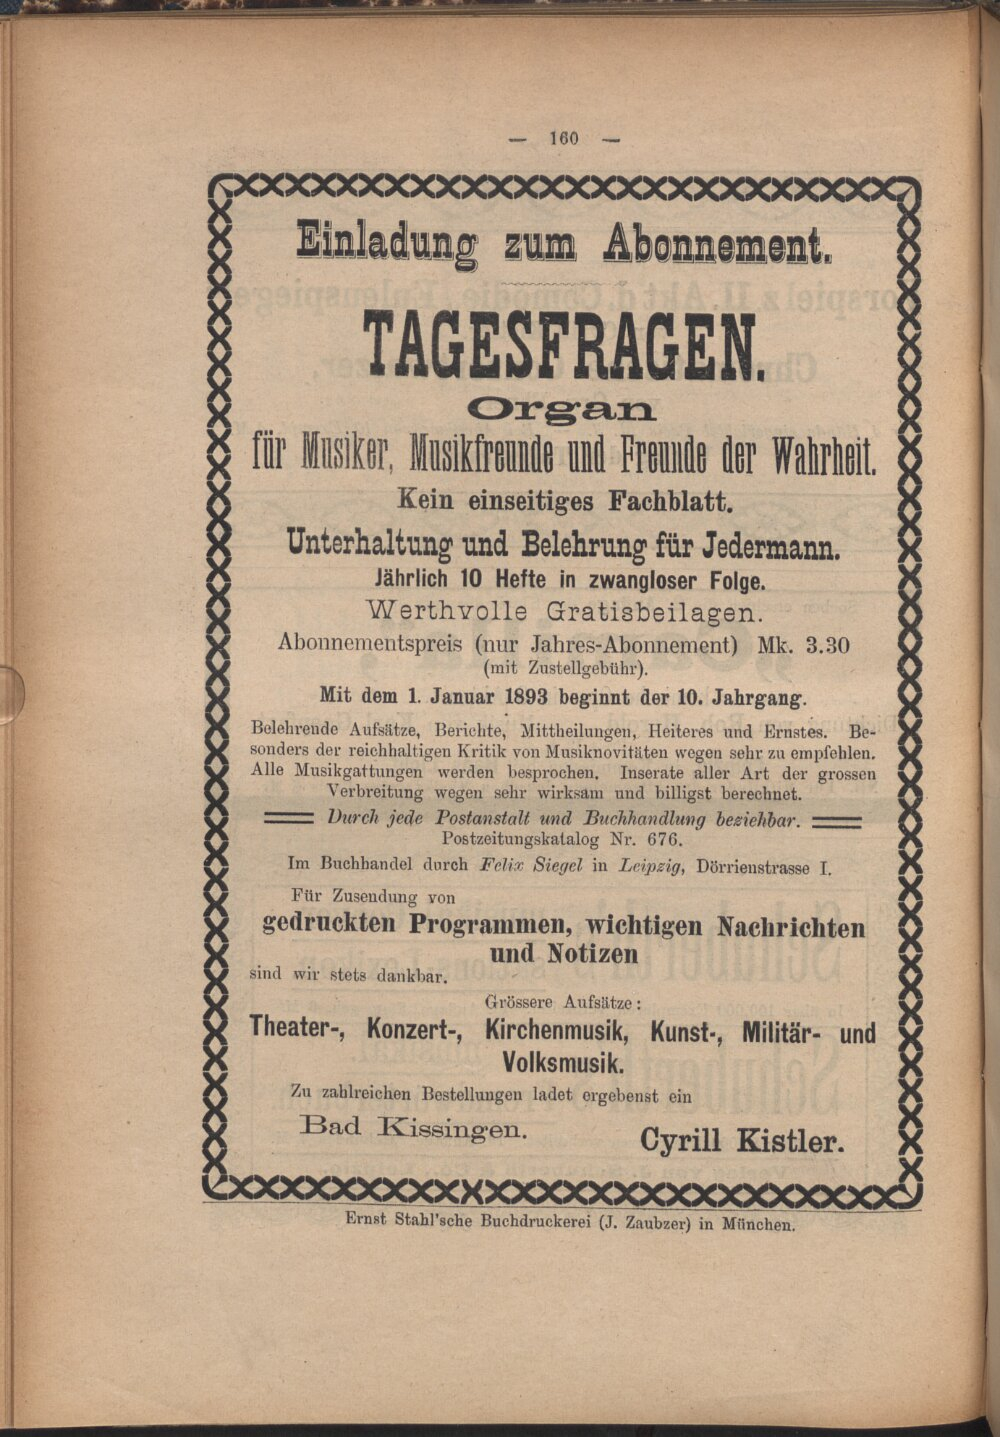 — 160 —
Einladung zum Abonnement.
TAGESFRAGEN.
Organ
für Musiker, Musikfreunde und Freunde der Wahrheit.
Kein einseitiges Fachblatt.
Unterhaltung und Belehrung für Jedermann.
Jährlich 10 Hefte in zwangloser Folge.
Werthvolle Gratisbeilagen.
Abonnementspreis (nur Jahres-Abonnement) Mk. 3.30
(mit Zustellgebühr).
Mit dem 1. Januar 1893 beginnt der 10. Jahrgang.
Belehrende Aufsätze, Berichte, Mittheilungen, Heiteres und Ernstes. Be-
sonders der reichhaltigen Kritik von Musiknovitäten wegen sehr zu empfehlen.
Alle Musikgattungen werden besprochen. Inserate aller Art der grossen
Verbreitung wegen sehr wirksam und billigst berechnet.
Durch jede Postanstalt und Buchhandlung beziehbar.
Postzeitungskatalog Nr. 676.
Im Buchhandel durch Felix Siegel in Leipzig, Dörrienstrasse I.
Für Zusendung von
gedruckten Programmen, wichtigen Nachrichten
und Notizen
sind wir stets dankbar.
Grössere Aufsätze:
Theater-, Konzert-, Kirchenmusik, Kunst-, Militär- und
Volksmusik.
Zu zahlreichen Bestellungen ladet ergebenst ein
Bad Kissingen.
Cyrill Kistler.
Ernst Stahl'sche Buchdruckerei (J. Zaubzer) in München.